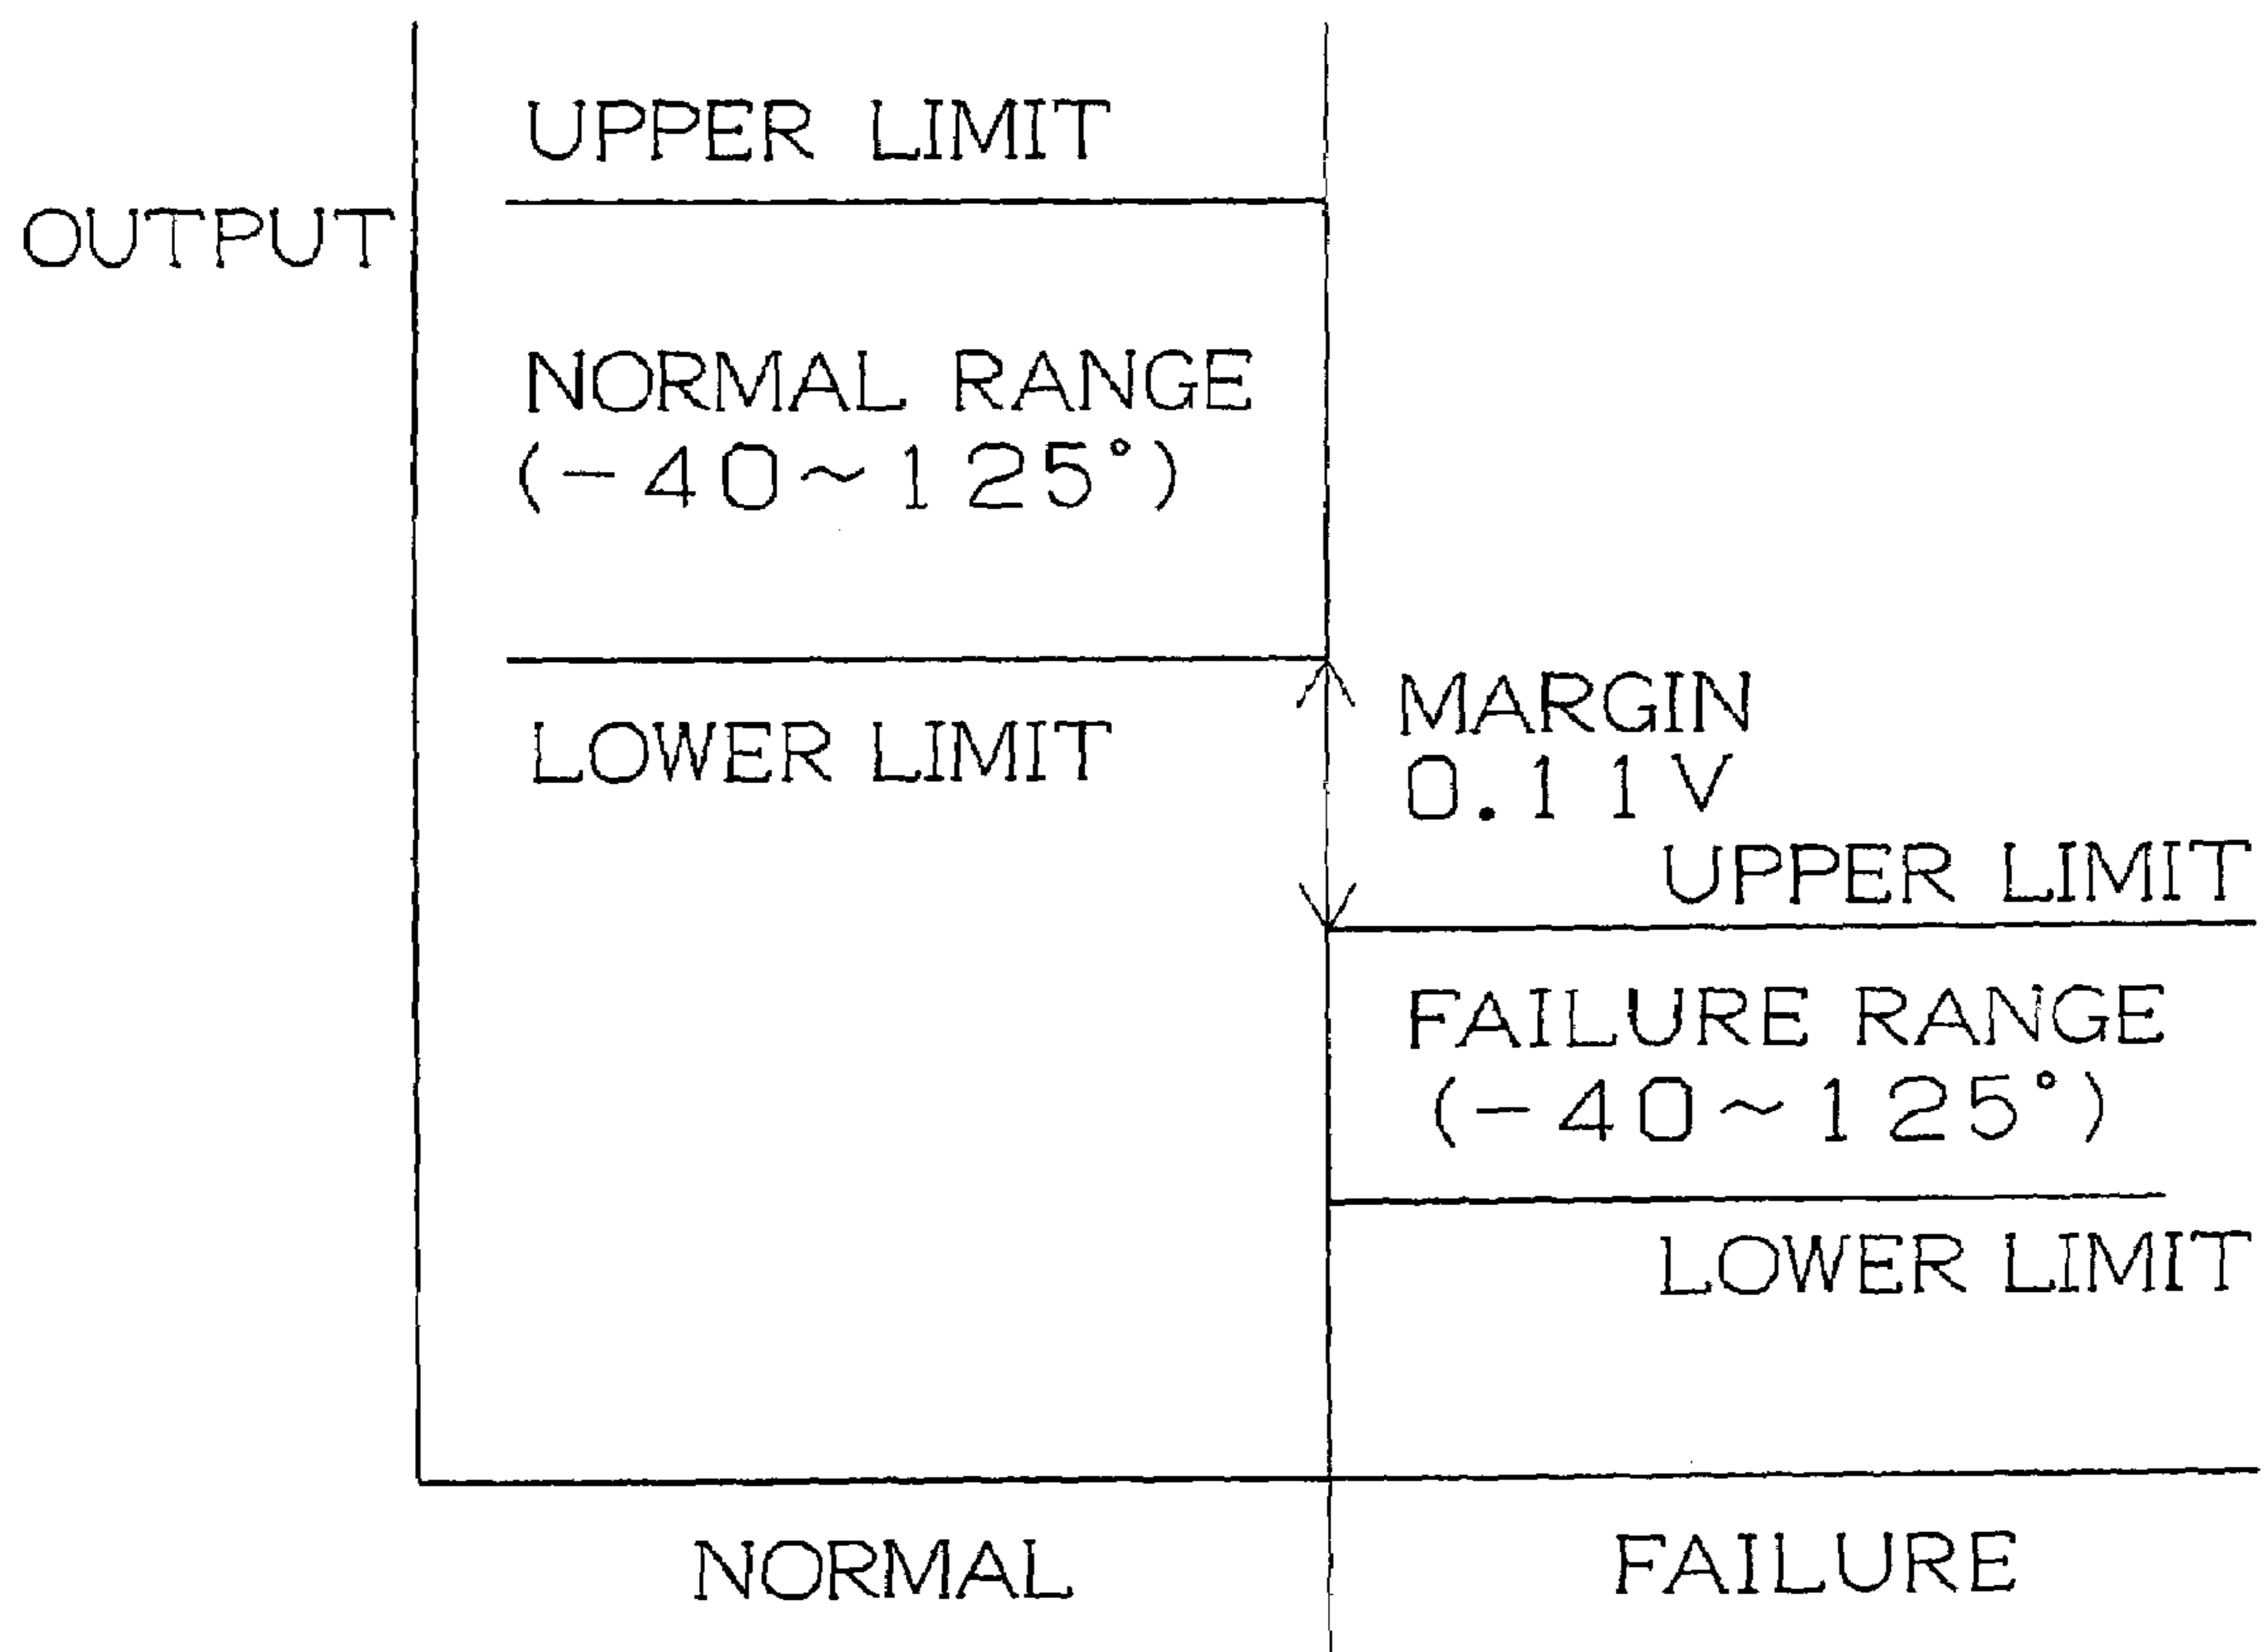 UPPER LIMIT
OUTPUT
NORMAL RANGE
(-40~125°)
LOWER LIMIT
MARGIN
0.11V
UPPER LIMIT
FAILURE RANGE
(-40~125°)
LOWER LIMIT
NORMAL
FAILURE